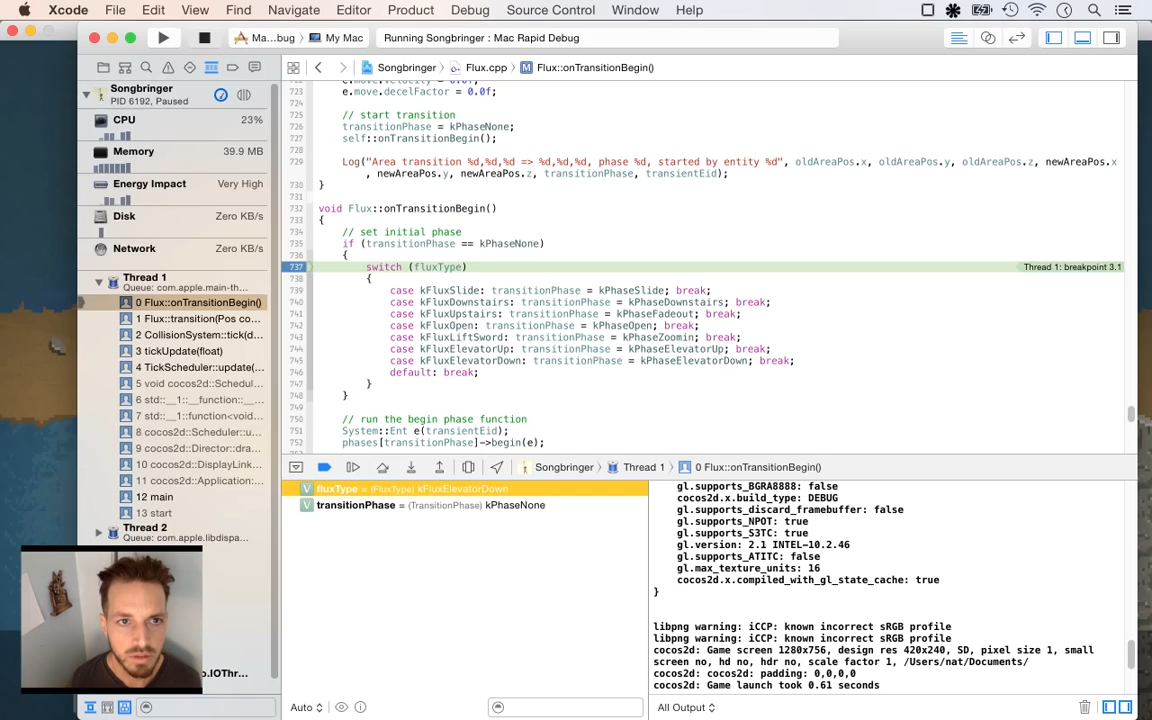 Xcode File Edit View Find Navigate Editor Product Debug Source Control Window Help
Ma...bug My Mac
Running Songbringer : Mac Rapid Debug
Songbringer Flux.cpp Flux::onTransitionBegin()
Songbringer
PID 6192, Paused
CPU 23%
Memory 39.9 MB
Energy Impact Very High
Disk Zero KB/s
Network Zero KB/s
Thread 1
Queue: com.apple.main-th...
0 Flux::onTransitionBegin()
1 Flux::transition(Pos co...
2 CollisionSystem::tick(d...
3 tickUpdate(float)
4 TickScheduler::update(...
5 void cocos2d::Schedul...
6 std::__1::function::__...
7 std::__1::function<void...
8 cocos2d::Scheduler::u...
9 cocos2d::Director::dra...
10 cocos2d::DisplayLink...
11 cocos2d::Application:...
12 main
13 start
Thread 2
Queue: com.apple.libdispa...
o.IOThr...
723 e.move.decelFactor = 0.0f;
724
725 // start transition
726 transitionPhase = kPhaseNone;
727 self::onTransitionBegin();
728
729 Log("Area transition %d,%d,%d => %d,%d,%d, phase %d, started by entity %d", oldAreaPos.x, oldAreaPos.y, oldAreaPos.z, newAreaPos.x
, newAreaPos.y, newAreaPos.z, transitionPhase, transientEid);
730 }
731
732 void Flux::onTransitionBegin()
733 {
734 // set initial phase
735 if (transitionPhase == kPhaseNone)
736 {
737 switch (fluxType) Thread 1: breakpoint 3.1
738 {
739 case kFluxSlide: transitionPhase = kPhaseSlide; break;
740 case kFluxDownstairs: transitionPhase = kPhaseDownstairs; break;
741 case kFluxUpstairs: transitionPhase = kPhaseFadeout; break;
742 case kFluxOpen: transitionPhase = kPhaseOpen; break;
743 case kFluxLiftSword: transitionPhase = kPhaseZoomin; break;
744 case kFluxElevatorUp: transitionPhase = kPhaseElevatorUp; break;
745 case kFluxElevatorDown: transitionPhase = kPhaseElevatorDown; break;
746 default: break;
747 }
748 }
749
750 // run the begin phase function
751 System::Ent e(transientEid);
752 phases[transitionPhase]->begin(e);
Songbringer Thread 1 0 Flux::onTransitionBegin()
V fluxType = (FluxType) kFluxElevatorDown
V transitionPhase = (TransitionPhase) kPhaseNone
gl.supports_BGRA8888: false
cocos2d.x.build_type: DEBUG
gl.supports_discard_framebuffer: false
gl.supports_NPOT: true
gl.supports_S3TC: true
gl.version: 2.1 INTEL-10.2.46
gl.supports_ATITC: false
gl.max_texture_units: 16
cocos2d.x.compiled_with_gl_state_cache: true
}
libpng warning: iCCP: known incorrect sRGB profile
libpng warning: iCCP: known incorrect sRGB profile
cocos2d: Game screen 1280x756, design res 420x240, SD, pixel size 1, small
screen no, hd no, hdr no, scale factor 1, /Users/nat/Documents/
cocos2d: cocos2d: padding: 0,0,0,0
cocos2d: Game launch took 0.61 seconds
Auto
All Output